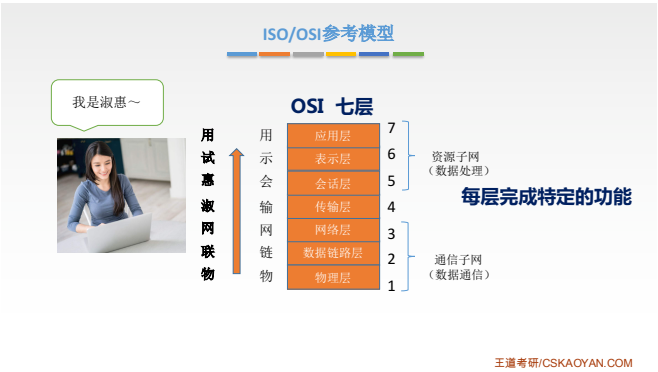 ISO/OSI参考模型
我是淑惠～
OSI 七层
用 用 应用层 7
试 示 表示层 6
惠 会 会话层 5
淑 输 传输层 4
网 网 网络层 3
联 链 数据链路层 2
物 物 物理层 1
资源子网
（数据处理）
每层完成特定的功能
通信子网
（数据通信）
王道考研/CSKAOYAN.COM